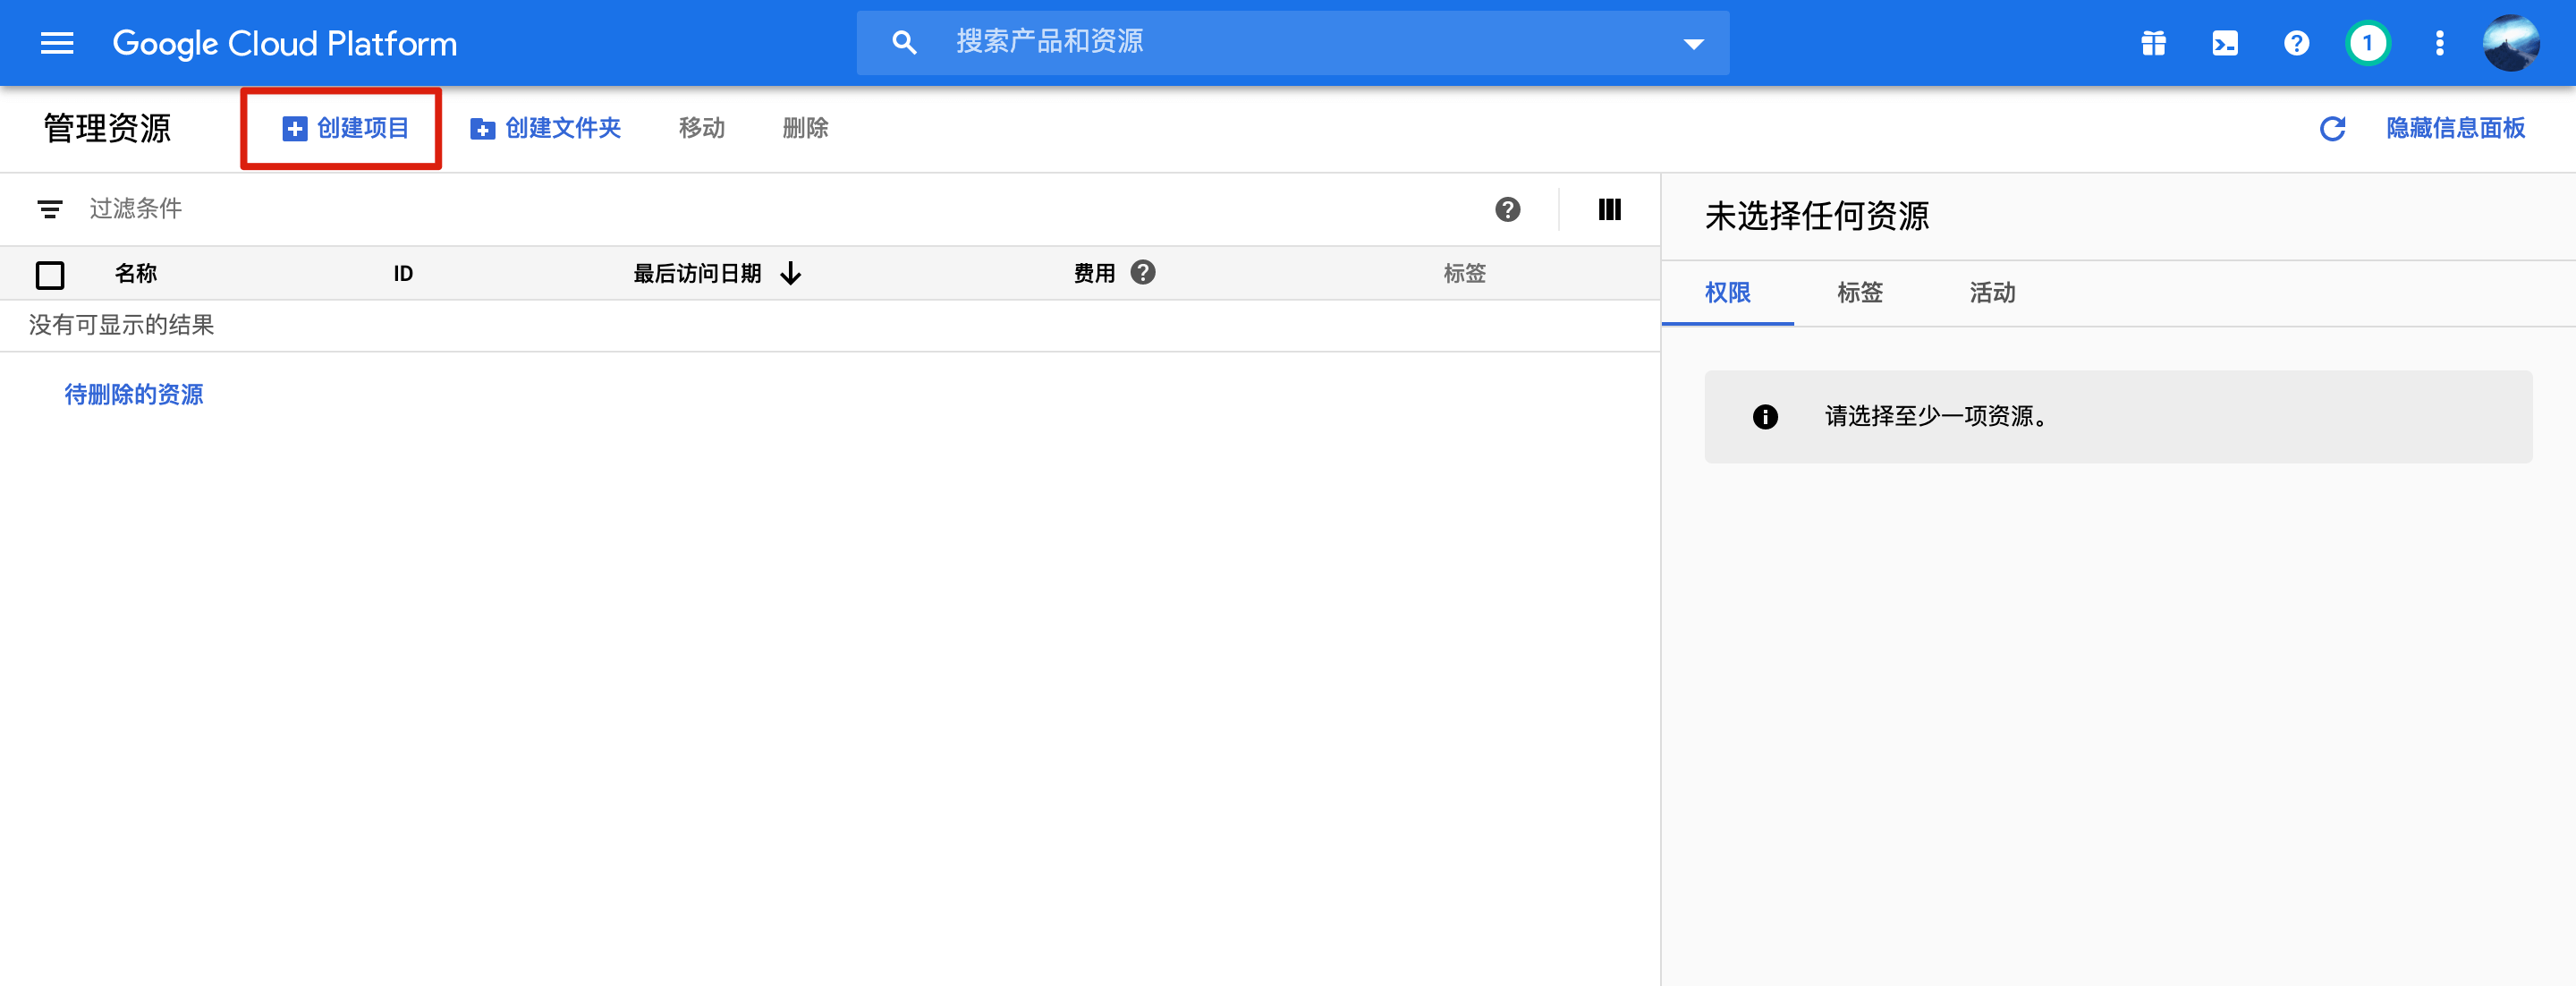 Google Cloud Platform
搜索产品和资源
1
管理资源
创建项目
创建文件夹
移动
删除
隐藏信息面板
过滤条件
未选择任何资源
名称 ID 最后访问日期 费用 标签
权限 标签 活动
没有可显示的结果
待删除的资源
请选择至少一项资源。